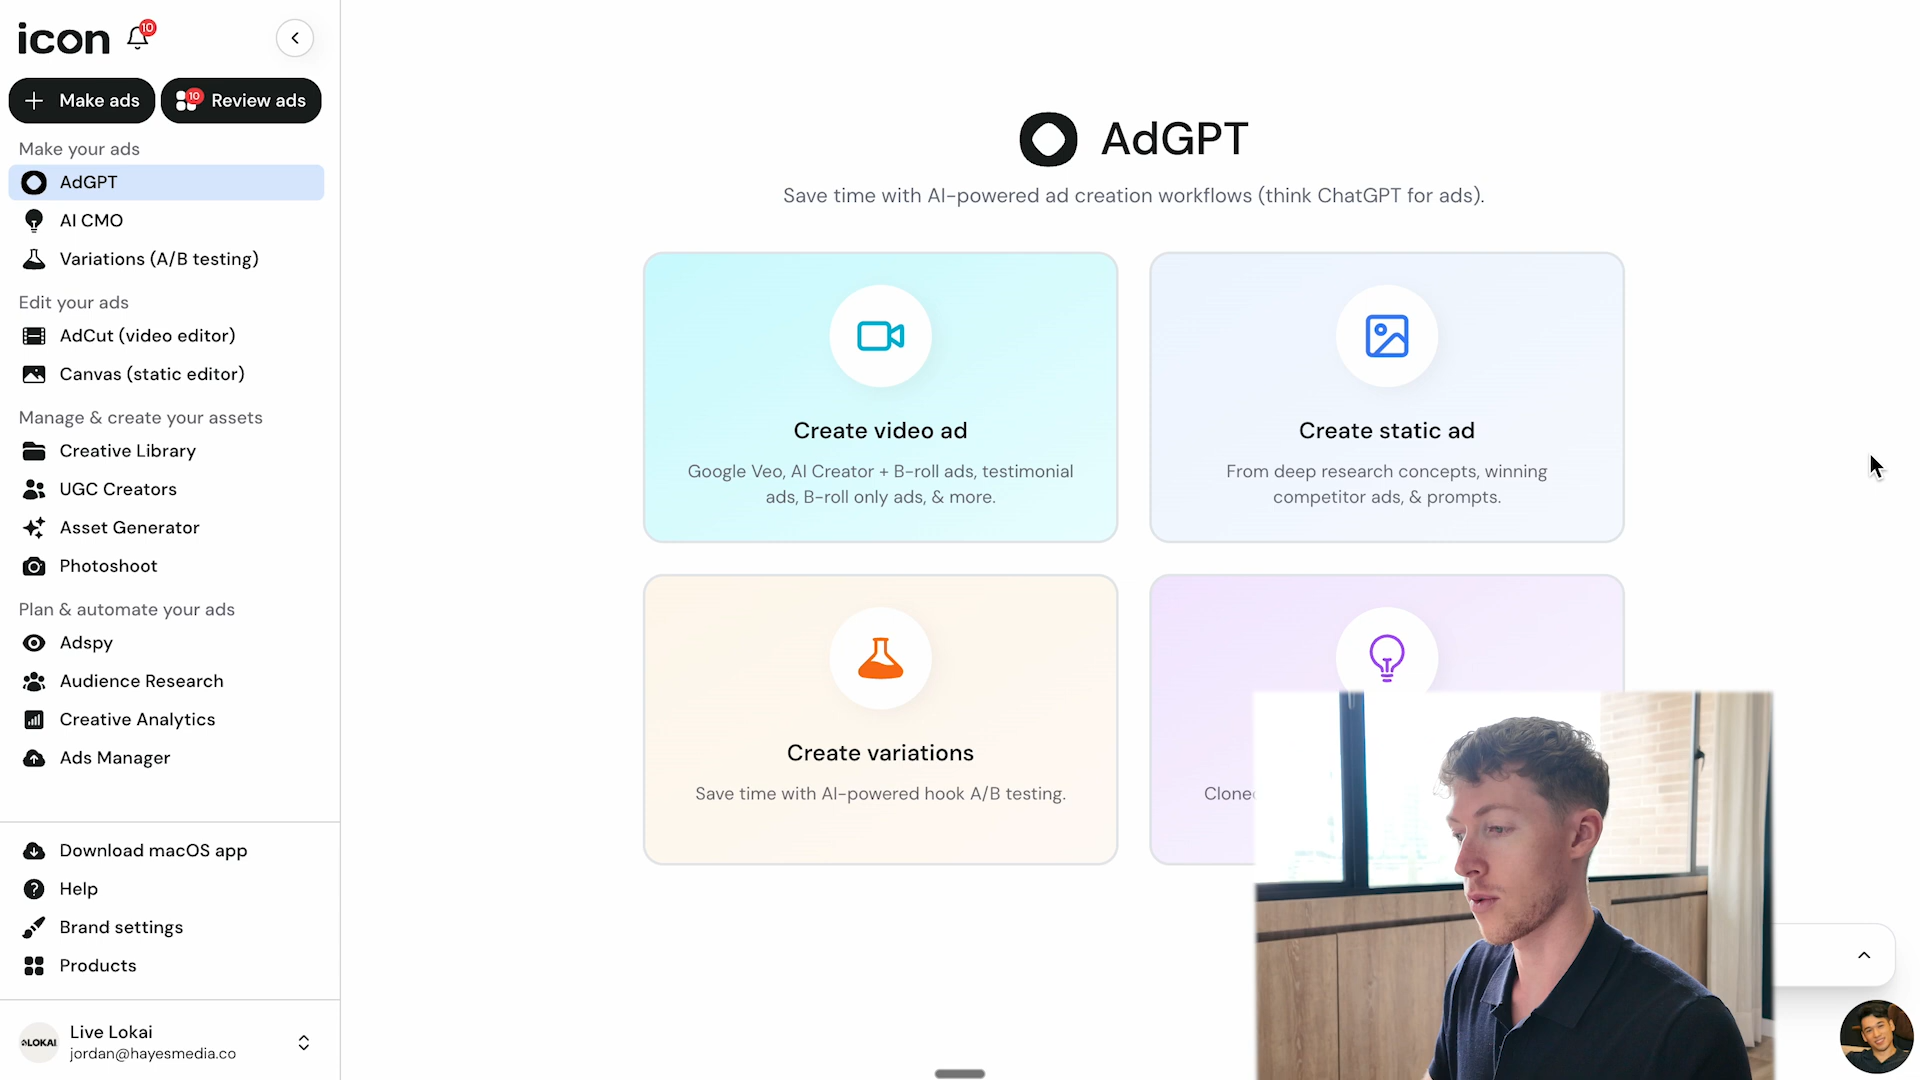 icon
10
Make ads
10
Review ads
Make your ads
AdGPT
AI CMO
Variations (A/B testing)
Edit your ads
AdCut (video editor)
Canvas (static editor)
Manage & create your assets
Creative Library
UGC Creators
Asset Generator
Photoshoot
Plan & automate your ads
Adspy
Audience Research
Creative Analytics
Ads Manager
Download macOS app
Help
Brand settings
Products
LOKAI
Live Lokai
jordan@hayesmedia.co
AdGPT
Save time with AI-powered ad creation workflows (think ChatGPT for ads).
Create video ad
Google Veo, AI Creator + B-roll ads, testimonial
ads, B-roll only ads, & more.
Create static ad
From deep research concepts, winning
competitor ads, & prompts.
Create variations
Save time with AI-powered hook A/B testing.